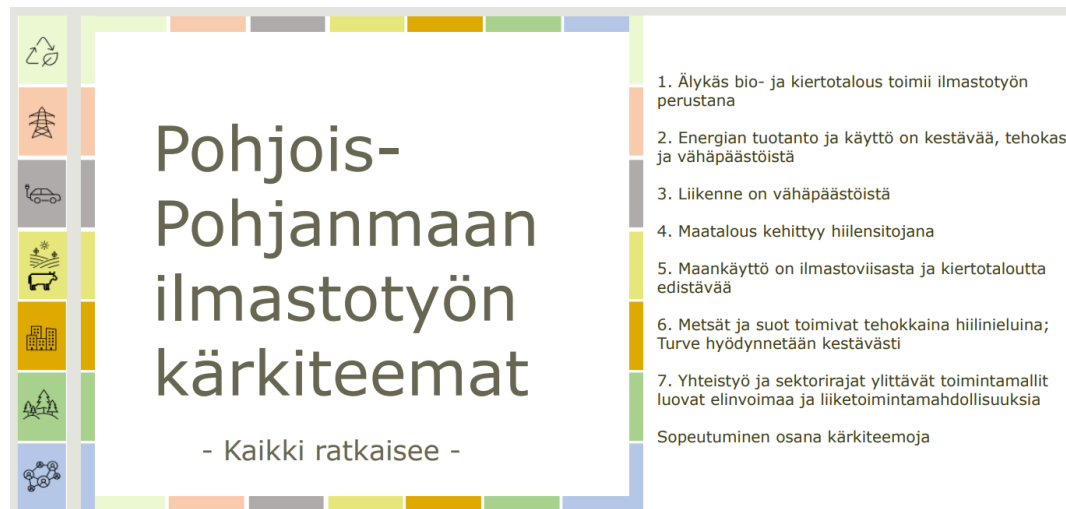 Pohjois-
Pohjanmaan
ilmastotyön
kärkiteemat
- Kaikki ratkaisee -
1. Älykäs bio- ja kiertotalous toimii ilmastotyön
perustana
2. Energian tuotanto ja käyttö on kestävää, tehokas
ja vähäpäästöistä
3. Liikenne on vähäpäästöistä
4. Maatalous kehittyy hiilensitojana
5. Maankäyttö on ilmastoviisasta ja kiertotaloutta
edistävää
6. Metsät ja suot toimivat tehokkaina hiilinieluina;
Turve hyödynnetään kestävästi
7. Yhteistyö ja sektorirajat ylittävät toimintamallit
luovat elinvoimaa ja liiketoimintamahdollisuuksia
Sopeutuminen osana kärkiteemoja